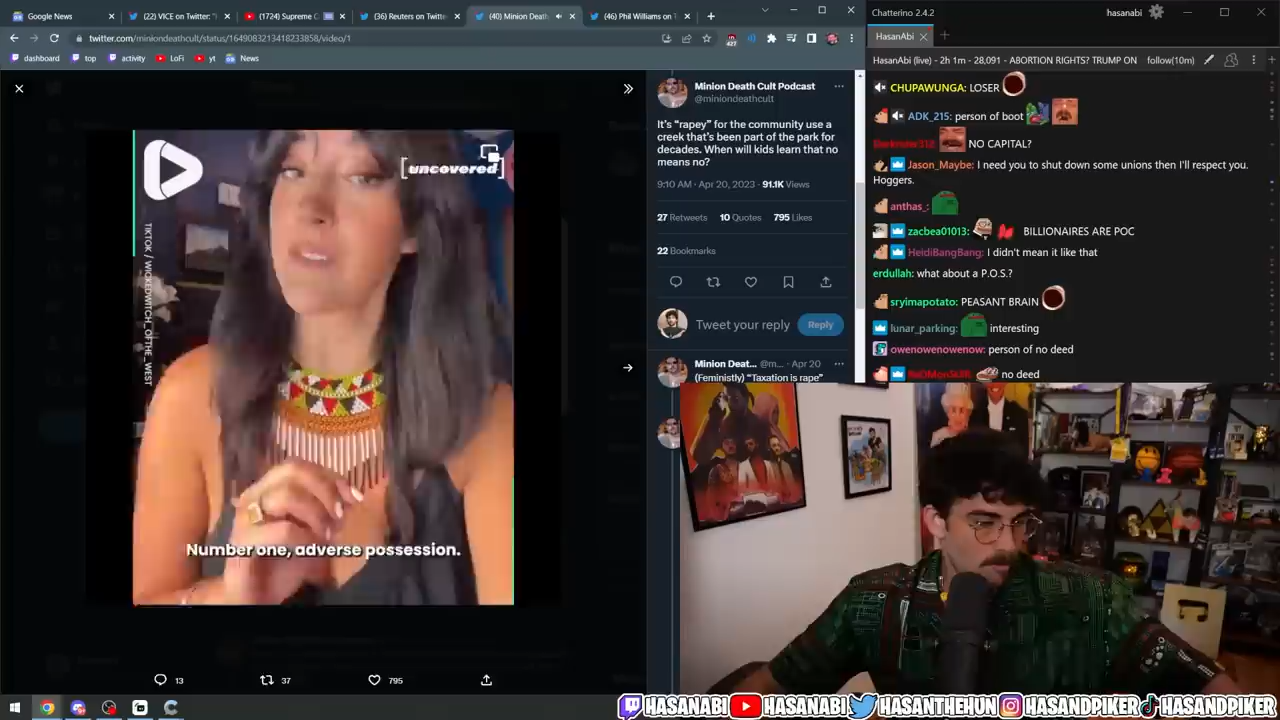 Google News
(22) VICE on Twitter: "
(1724) Supreme C
(36) Reuters on Twitte
(40) Minion Death
(46) Phil Williams on T
twitter.com/miniondeathcult/status/1649083213418233858/video/1
427
dashboard
top
activity
LoFi
yt
News
[uncovered]
TIKTOK / WICKEDWITCH_OFTHE_WEST
Number one, adverse possession.
13
37
795
Minion Death Cult Podcast
@miniondeathcult
It's "rapey" for the community use a
creek that's been part of the park for
decades. When will kids learn that no
means no?
9:10 AM · Apr 20, 2023 · 91.1K Views
27 Retweets 10 Quotes 795 Likes
22 Bookmarks
Tweet your reply
Reply
Minion Deat... @m... · Apr 20
(Feministly) "Taxation is rape"
Chatterino 2.4.2
hasanabi
HasanAbi
HasanAbi (live) - 2h 1m - 28,091 - ABORTION RIGHTS? TRUMP ON
follow(10m)
CHUPAWUNGA: LOSER
ADK_215: person of boot
NO CAPITAL?
Jason_Maybe: I need you to shut down some unions then I'll respect you.
Hoggers.
anthas_:
zacbea01013: BILLIONAIRES ARE POC
HeidiBangBang: I didn't mean it like that
erdullah: what about a P.O.S.?
sryimapotato: PEASANT BRAIN
lunar_parking: interesting
owenowenowenow: person of no deed
no deed
HASANABI
HASANABI
HASANTHEHUN
HASANDPIKER
HASANDPIKER